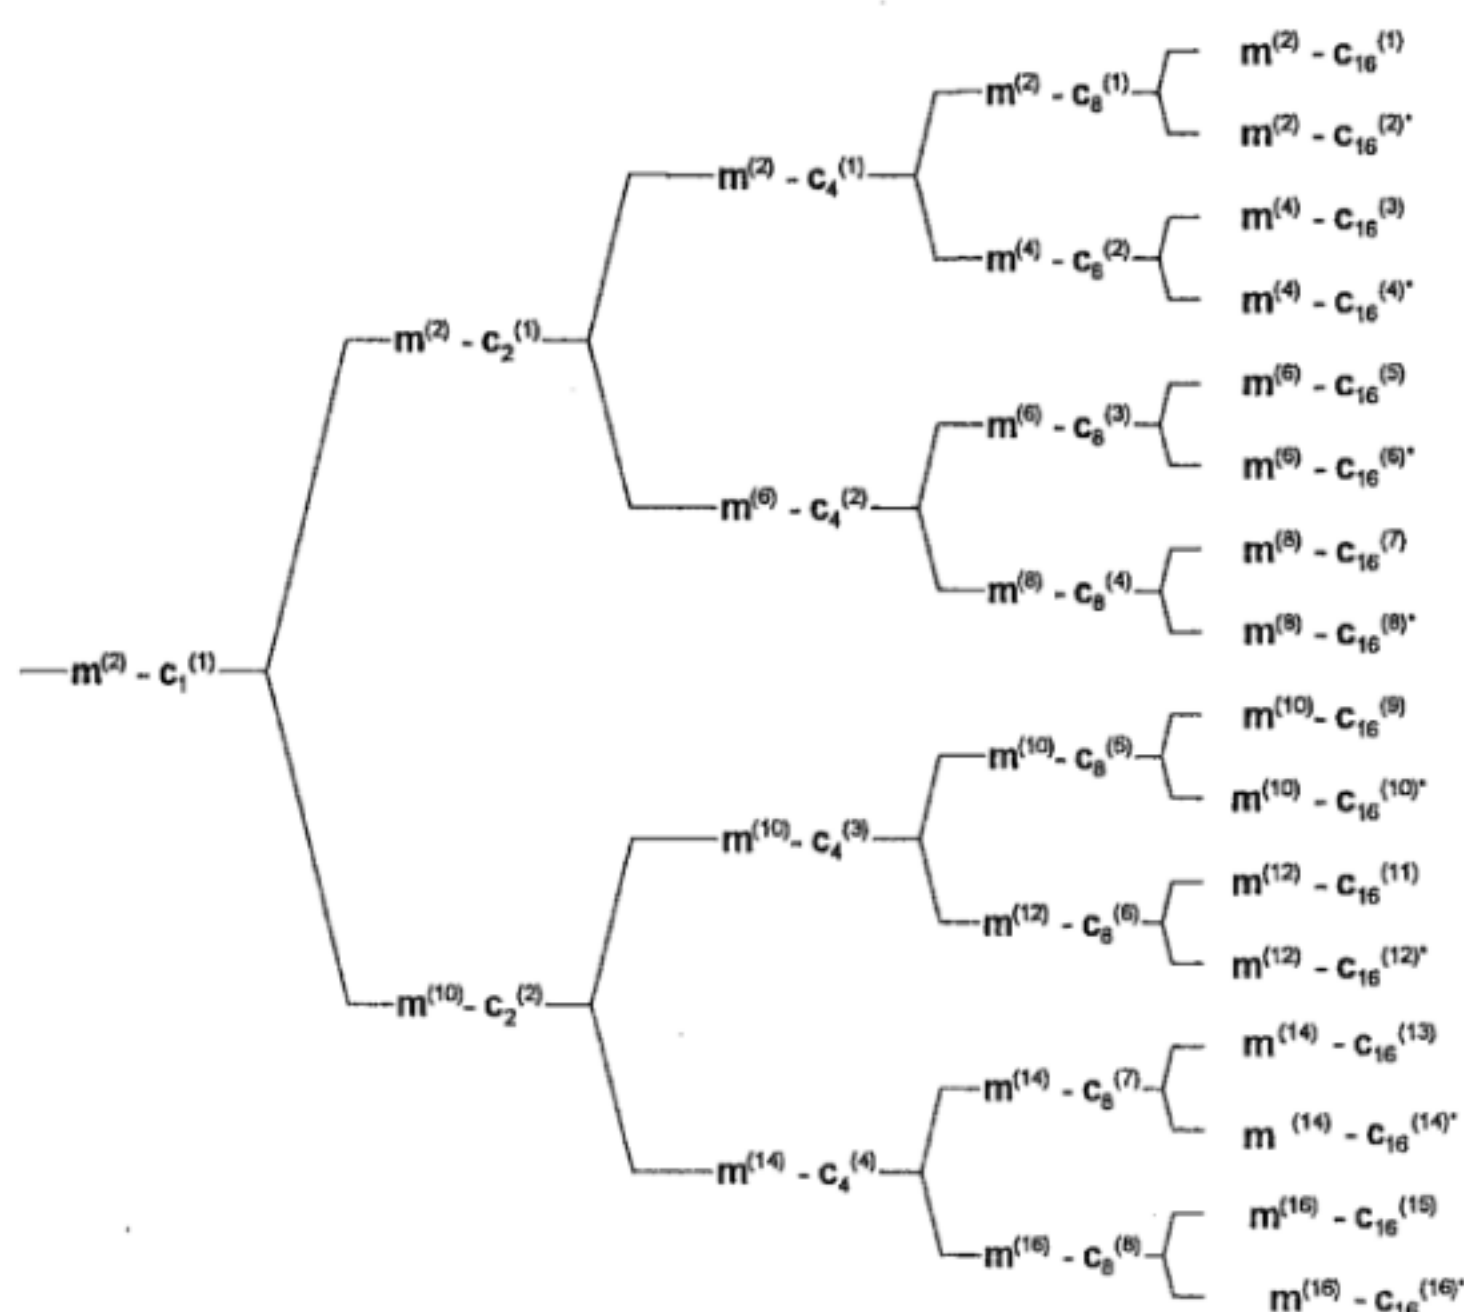 m(2) - c16(1)
m(2) - c8(1)
m(2) - c16(2)*
m(2) - c4(1)
m(4) - c16(3)
m(4) - c8(2)
m(4) - c16(4)*
m(2) - c2(1)
m(6) - c16(5)
m(6) - c8(3)
m(6) - c16(6)*
m(6) - c4(2)
m(8) - c16(7)
m(8) - c8(4)
m(8) - c16(8)*
m(2) - c1(1)
m(10) - c16(9)
m(10) - c8(5)
m(10) - c16(10)*
m(10) - c4(3)
m(12) - c16(11)
m(12) - c8(6)
m(12) - c16(12)*
m(10) - c2(2)
m(14) - c16(13)
m(14) - c8(7)
m (14) - c16(14)*
m(14) - c4(4)
m(16) - c16(15)
m(16) - c8(8)
m(16) - c16(16)*